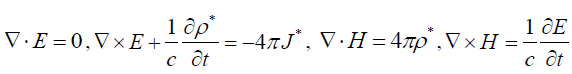 ∇·E = 0, ∇×E + 1/c ∂ρ*/∂t = −4πJ*, ∇·H = 4πρ*, ∇×H = 1/c ∂E/∂t